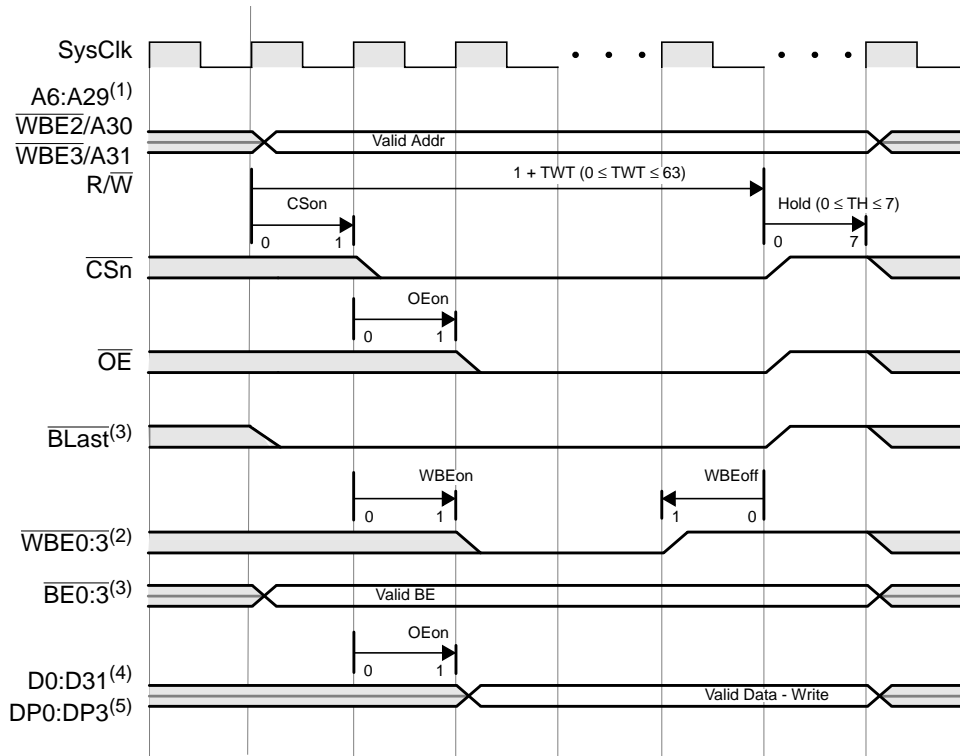 SysClk
A6:A29(1)
WBE2/A30
Valid Addr
WBE3/A31
R/W
1 + TWT (0 ≤ TWT ≤ 63)
CSon
Hold (0 ≤ TH ≤ 7)
0 1
0 7
CSn
OEon
0 1
OE
BLast(3)
WBEon
WBEoff
0 1
1 0
WBE0:3(2)
BE0:3(3)
Valid BE
OEon
0 1
D0:D31(4)
Valid Data - Write
DP0:DP3(5)